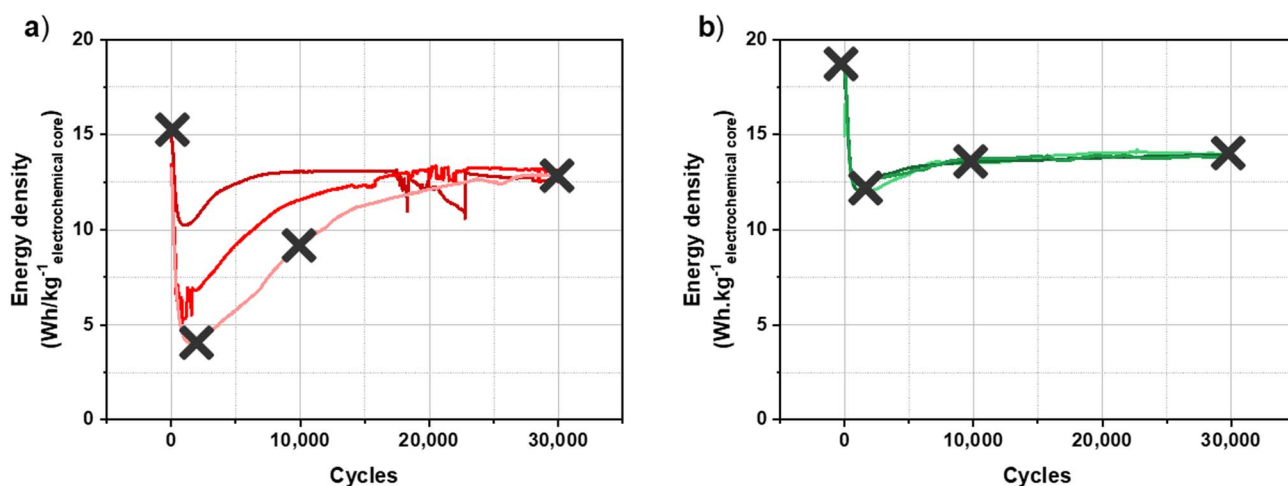 a)
20
15
10
5
0
Energy density
(Wh/kg⁻¹electrochemical core)
0
10,000
20,000
30,000
Cycles
b)
20
15
10
5
0
Energy density
(Wh.kg⁻¹electrochemical core)
0
10,000
20,000
30,000
Cycles